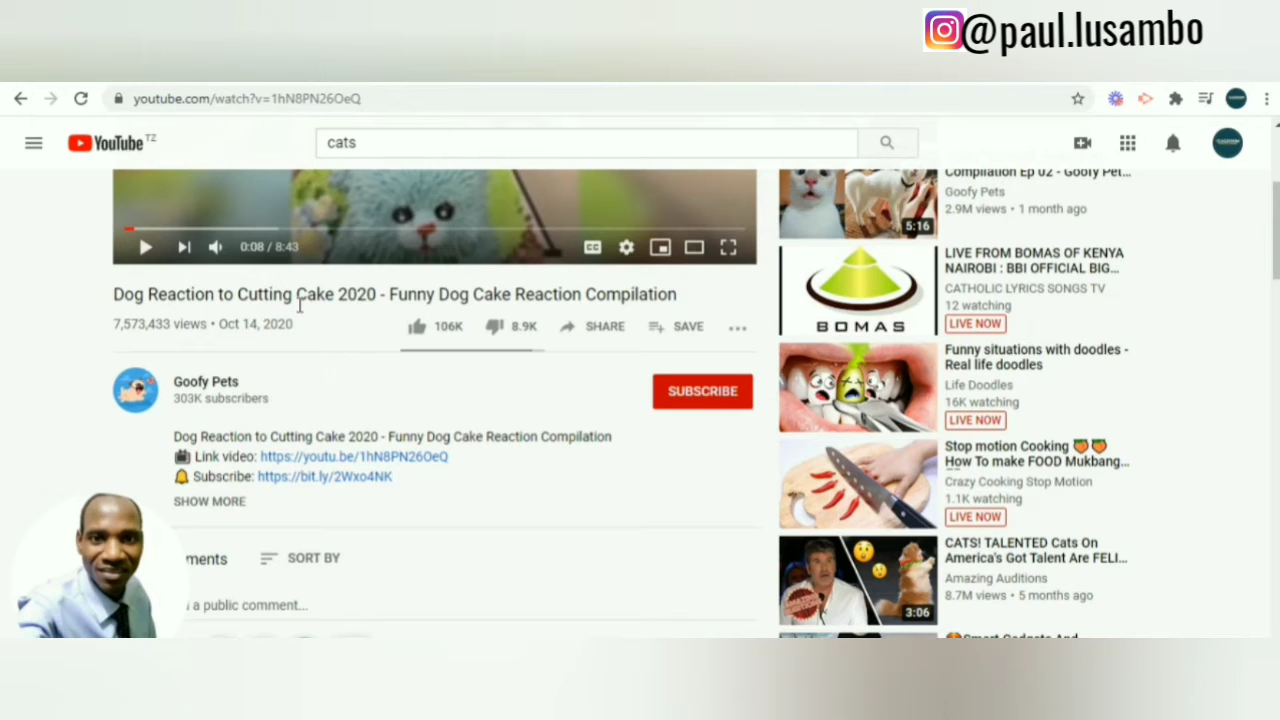 @paul.lusambo
youtube.com/watch?v=1hN8PN26OeQ
YouTube TZ
cats
Compilation Ep 02 - Goofy Pet...
Goofy Pets
2.9M views • 1 month ago
5:16
0:08 / 8:43
CC
LIVE FROM BOMAS OF KENYA
NAIROBI : BBI OFFICIAL BIG...
CATHOLIC LYRICS SONGS TV
12 watching
LIVE NOW
BOMAS
Dog Reaction to Cutting Cake 2020 - Funny Dog Cake Reaction Compilation
7,573,433 views • Oct 14, 2020
106K
8.9K
SHARE
SAVE
Funny situations with doodles -
Real life doodles
Life Doodles
16K watching
LIVE NOW
Goofy Pets
303K subscribers
SUBSCRIBE
Dog Reaction to Cutting Cake 2020 - Funny Dog Cake Reaction Compilation
Link video: https://youtu.be/1hN8PN26OeQ
Subscribe: https://bit.ly/2Wxo4NK
SHOW MORE
Stop motion Cooking
How To make FOOD Mukbang...
Crazy Cooking Stop Motion
1.1K watching
LIVE NOW
ments
SORT BY
a public comment...
CATS! TALENTED Cats On
America's Got Talent Are FELI...
Amazing Auditions
8.7M views • 5 months ago
3:06
Smart Gadgets And